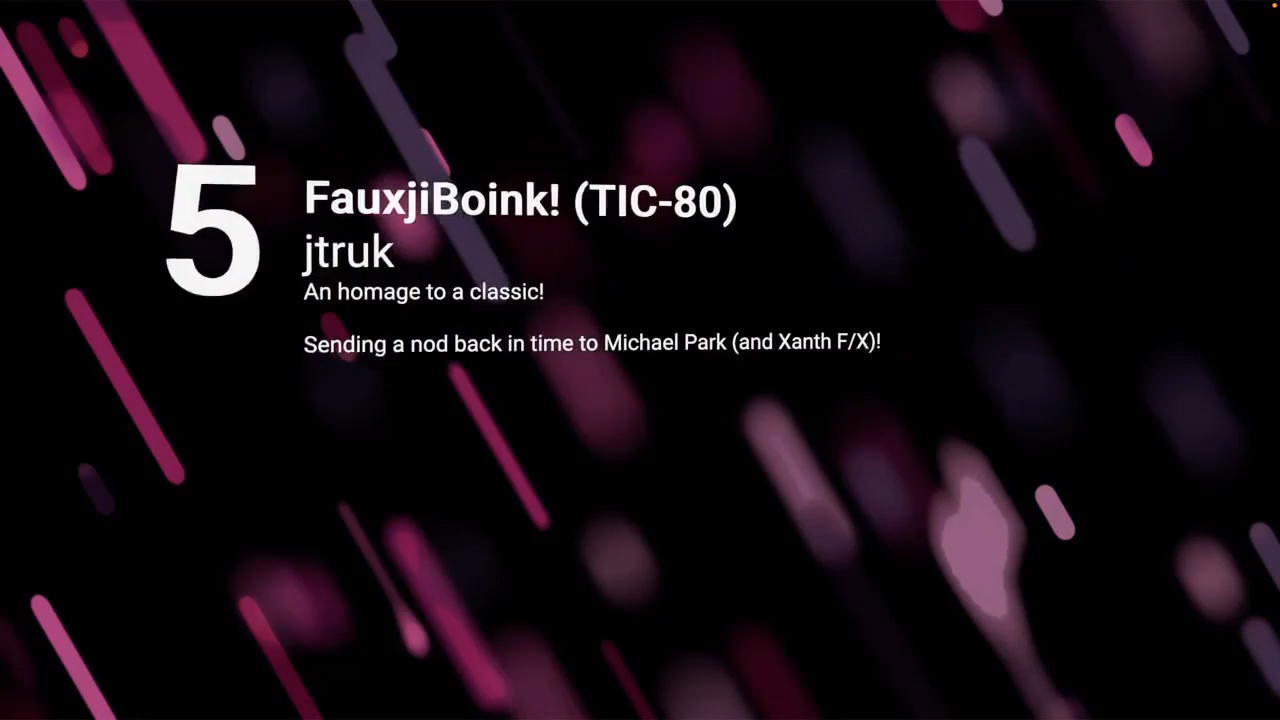 5
FauxjiBoink! (TIC-80)
jtruk
An homage to a classic!
Sending a nod back in time to Michael Park (and Xanth F/X)!